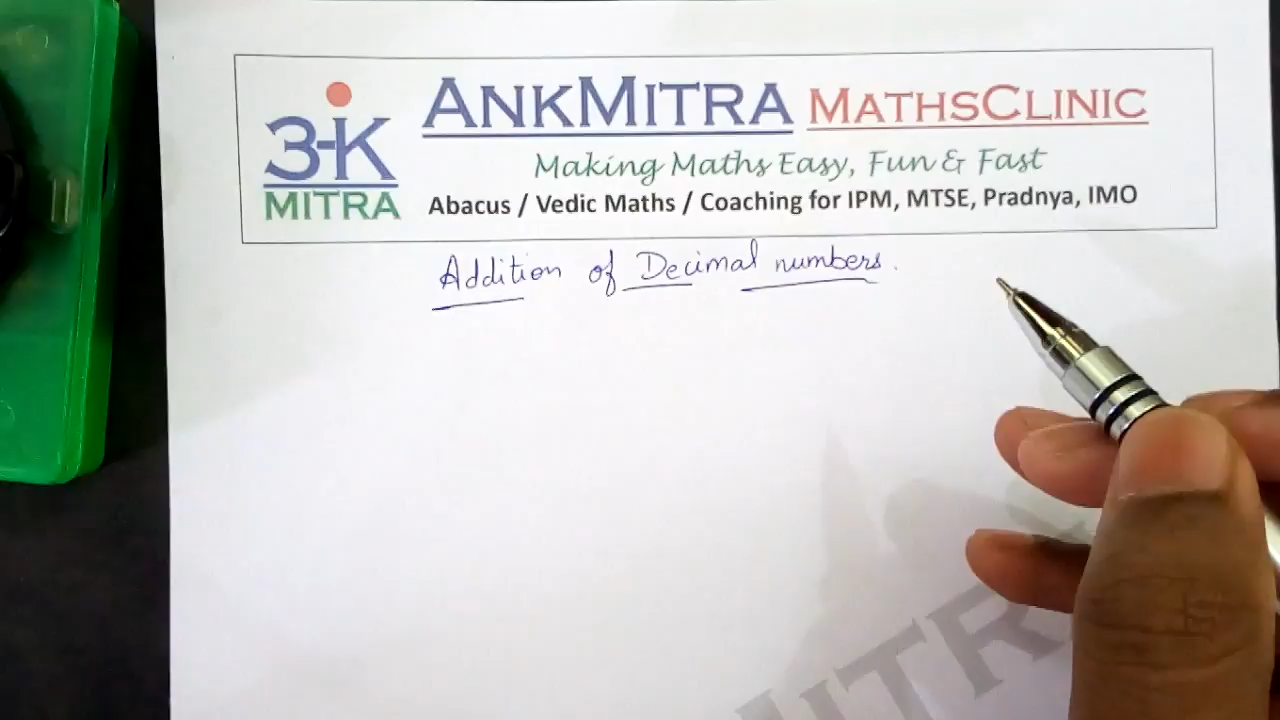 3-K
MITRA
ANKMITRA MATHSCLINIC
Making Maths Easy, Fun & Fast
Abacus / Vedic Maths / Coaching for IPM, MTSE, Pradnya, IMO
Addition of Decimal numbers.
MITR